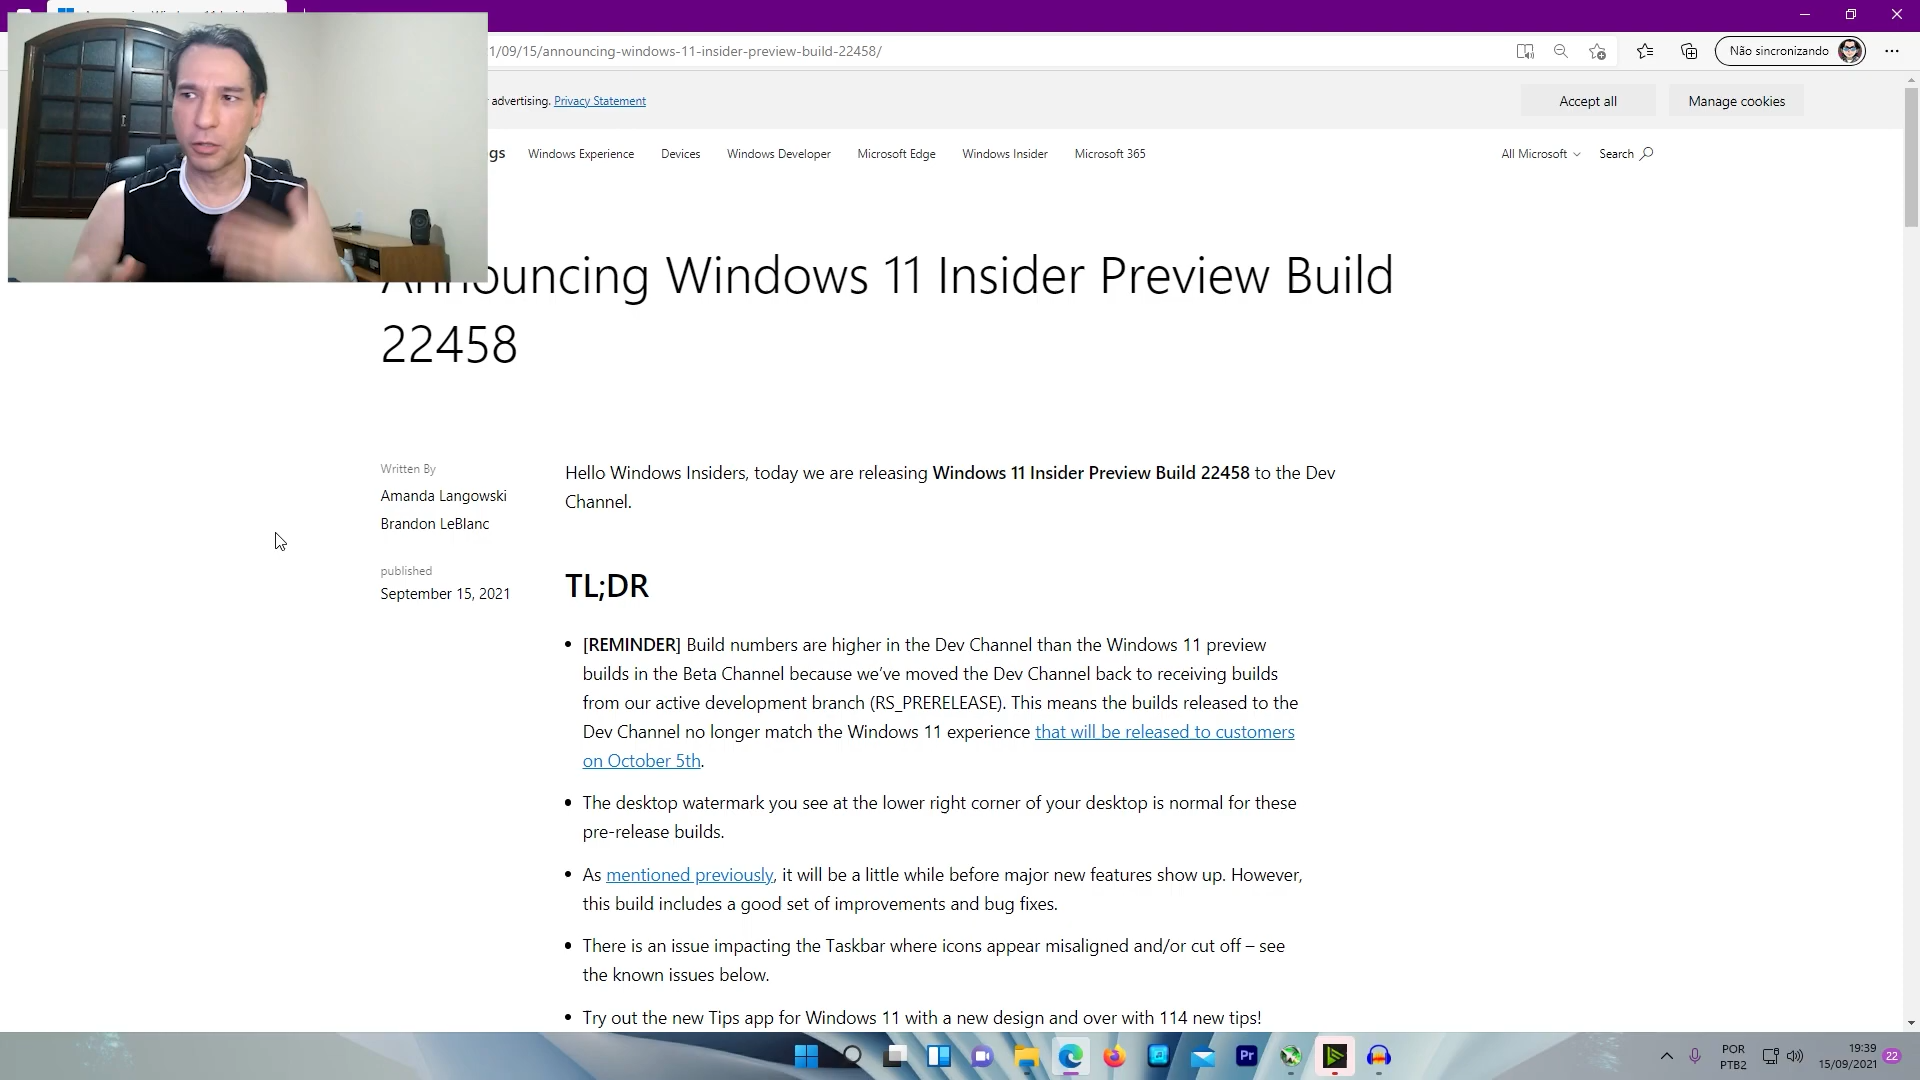 1/09/15/announcing-windows-11-insider-preview-build-22458/
Não sincronizando
advertising. Privacy Statement
Accept all
Manage cookies
gs
Windows Experience
Devices
Windows Developer
Microsoft Edge
Windows Insider
Microsoft 365
All Microsoft
Search
Announcing Windows 11 Insider Preview Build
22458
Written By
Amanda Langowski
Brandon LeBlanc
published
September 15, 2021
Hello Windows Insiders, today we are releasing Windows 11 Insider Preview Build 22458 to the Dev
Channel.
TL;DR
• [REMINDER] Build numbers are higher in the Dev Channel than the Windows 11 preview
builds in the Beta Channel because we’ve moved the Dev Channel back to receiving builds
from our active development branch (RS_PRERELEASE). This means the builds released to the
Dev Channel no longer match the Windows 11 experience that will be released to customers
on October 5th.
• The desktop watermark you see at the lower right corner of your desktop is normal for these
pre-release builds.
• As mentioned previously, it will be a little while before major new features show up. However,
this build includes a good set of improvements and bug fixes.
• There is an issue impacting the Taskbar where icons appear misaligned and/or cut off – see
the known issues below.
• Try out the new Tips app for Windows 11 with a new design and over with 114 new tips!
Pr
POR
PTB2
19:39
15/09/2021
22